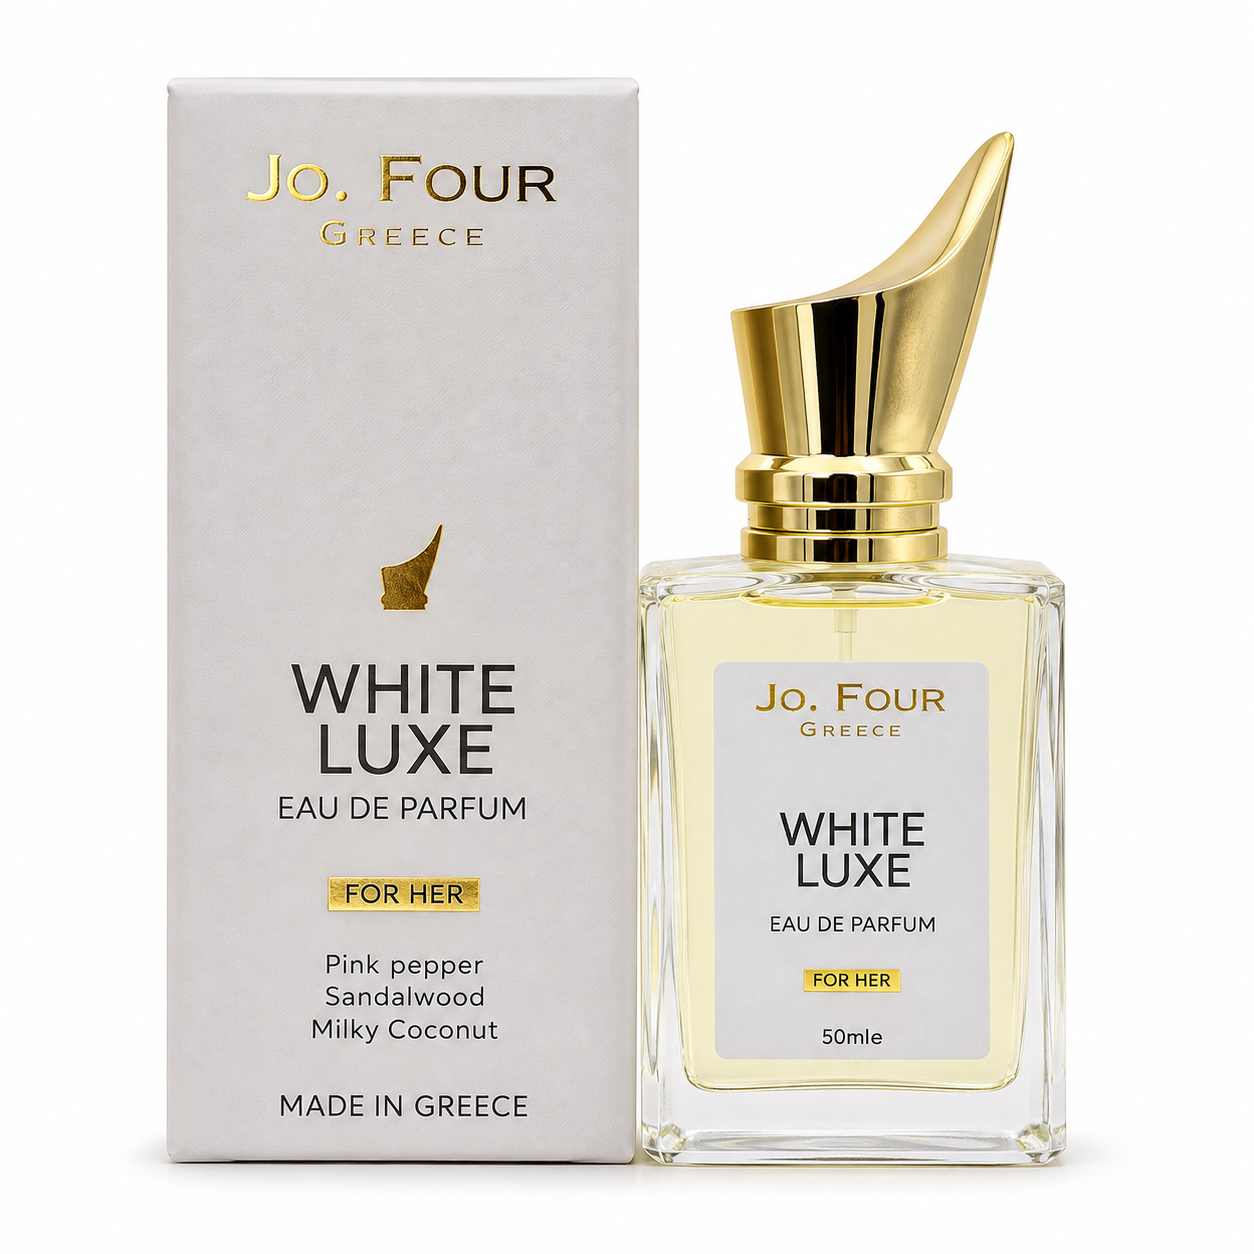 Jo. Four
Greece
WHITE
LUXE
EAU DE PARFUM
FOR HER
Pink pepper
Sandalwood
Milky Coconut
MADE IN GREECE
Jo. Four
Greece
WHITE
LUXE
EAU DE PARFUM
FOR HER
50mle